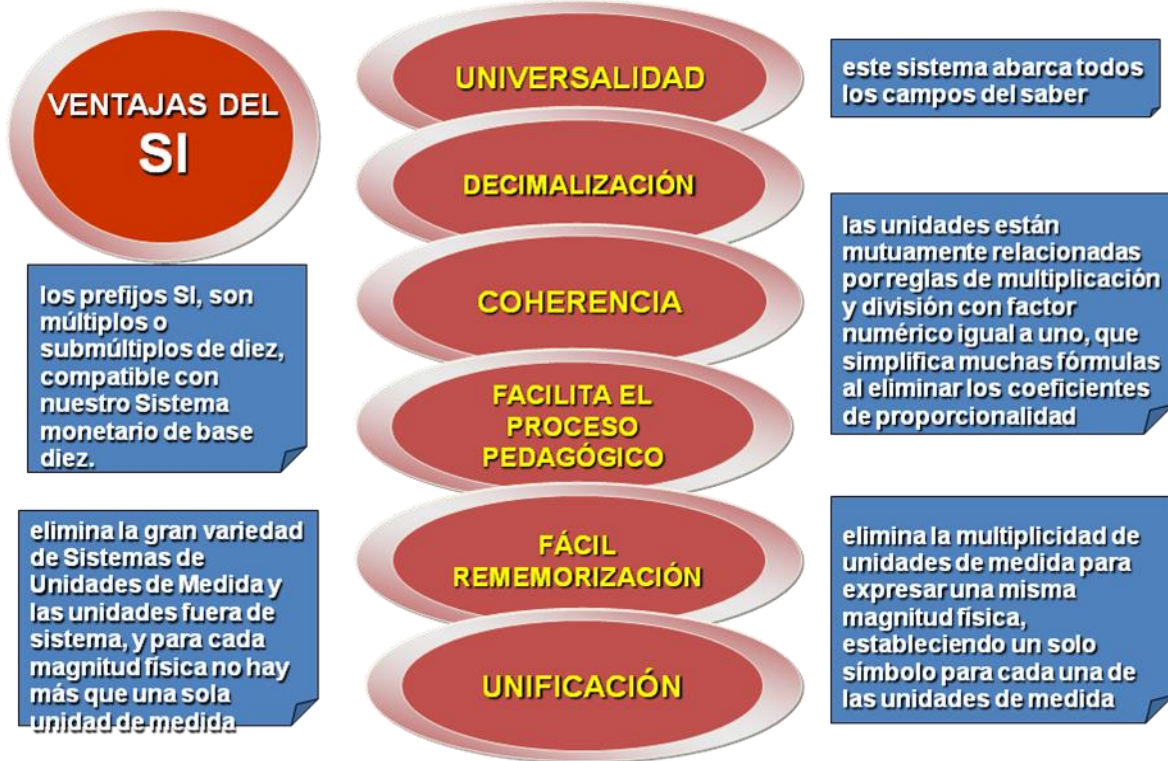 VENTAJAS DEL
SI
los prefijos SI, son
múltiplos o
submúltiplos de diez,
compatible con
nuestro Sistema
monetario de base
diez.
elimina la gran variedad
de Sistemas de
Unidades de Medida y
las unidades fuera de
sistema, y para cada
magnitud física no hay
más que una sola
unidad de medida
UNIVERSALIDAD
DECIMALIZACIÓN
COHERENCIA
FACILITA EL
PROCESO
PEDAGÓGICO
FÁCIL
REMEMORIZACIÓN
UNIFICACIÓN
este sistema abarca todos
los campos del saber
las unidades están
mutuamente relacionadas
por reglas de multiplicación
y división con factor
numérico igual a uno, que
simplifica muchas fórmulas
al eliminar los coeficientes
de proporcionalidad
elimina la multiplicidad de
unidades de medida para
expresar una misma
magnitud física,
estableciendo un solo
símbolo para cada una de
las unidades de medida